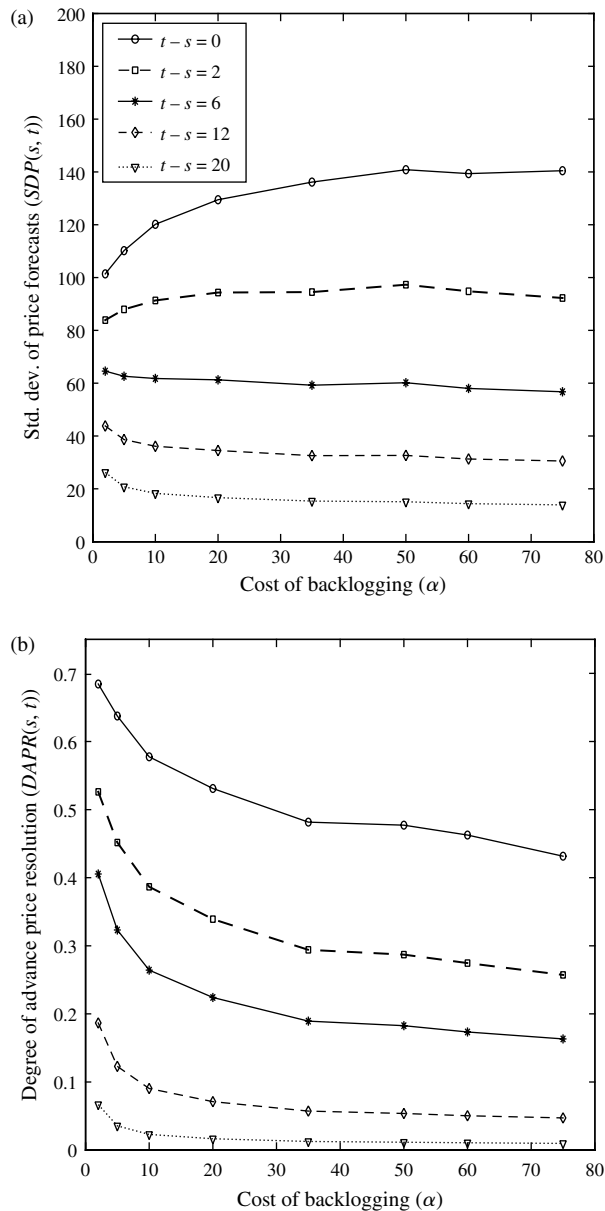 (a)
200
180
160
140
120
100
80
60
40
20
0
Std. dev. of price forecasts (SDP(s, t))
t – s = 0
t – s = 2
t – s = 6
t – s = 12
t – s = 20
0 10 20 30 40 50 60 70 80
Cost of backlogging (α)
(b)
0.7
0.6
0.5
0.4
0.3
0.2
0.1
0
Degree of advance price resolution (DAPR(s, t))
0 10 20 30 40 50 60 70 80
Cost of backlogging (α)